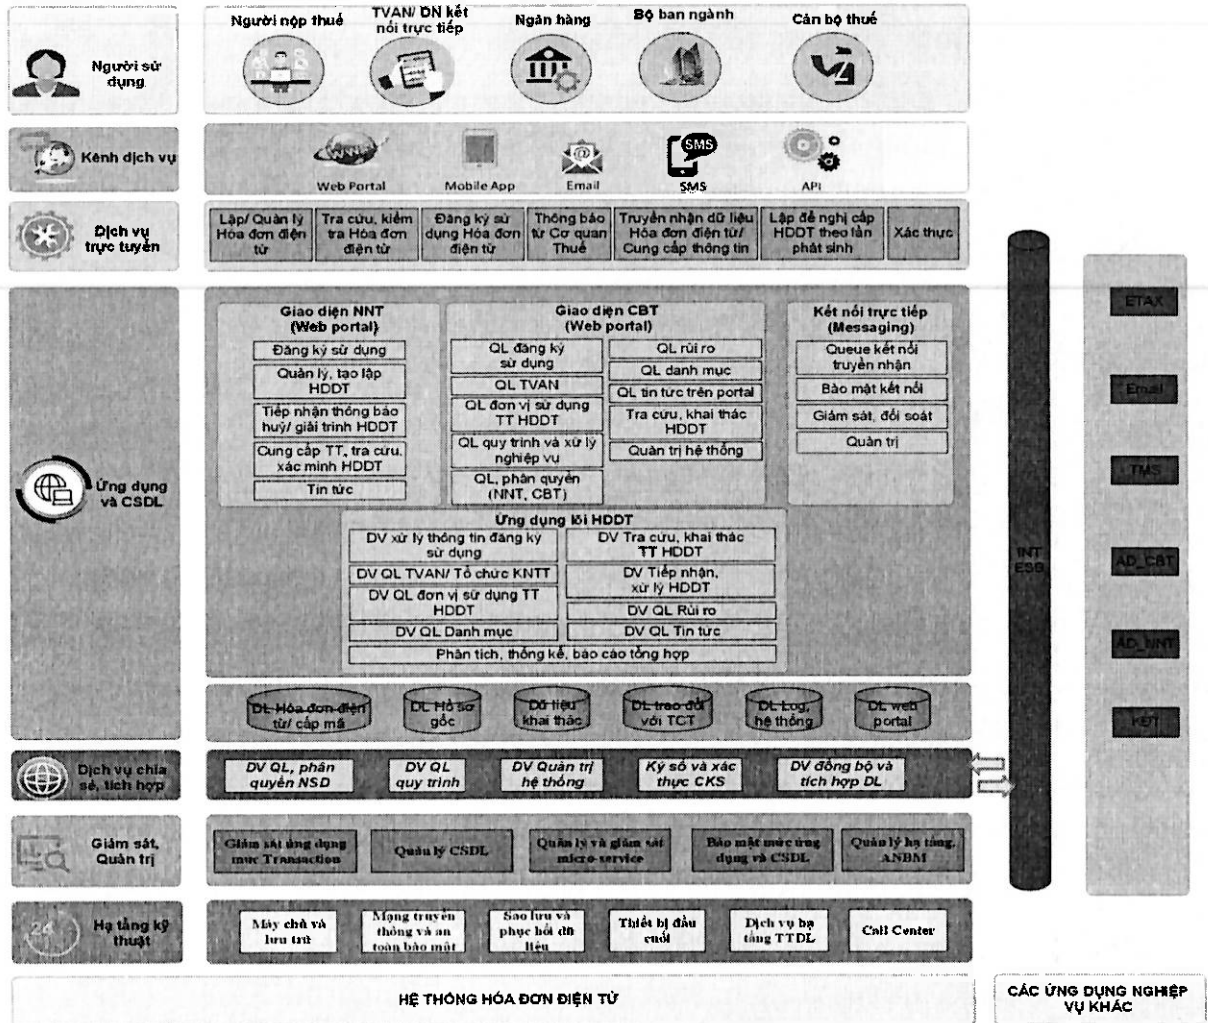 Người nộp thuế
TVAN/ DN kết
nối trực tiếp
Ngân hàng
Bộ ban ngành
Cán bộ thuế
Người sử
dụng
Kênh dịch vụ
Web Portal
Mobile App
Email
SMS
SMS
API
Dịch vụ
trực tuyến
Lập/ Quản lý
Hóa đơn điện
tử
Tra cứu, kiểm
tra Hóa đơn
điện tử
Đăng ký sử
dụng Hóa đơn
điện tử
Thông báo
từ Cơ quan
Thuế
Truyền nhận dữ liệu
Hóa đơn điện tử/
Cung cấp thông tin
Lập đề nghị cấp
HDDT theo lần
phát sinh
Xác thực
Ứng dụng
và CSDL
Giao diện NNT
(Web portal)
Đăng ký sử dụng
Quản lý, tạo lập
HDDT
Tiếp nhận thông báo
huỷ/ giải trình HDDT
Cung cấp TT, tra cứu,
xác minh HDDT
Tin tức
Giao diện CBT
(Web portal)
QL đăng ký
sử dụng
QL TVAN
QL đơn vị sử dụng
TT HDDT
QL quy trình và xử lý
nghiệp vụ
QL, phân quyền
(NNT, CBT)
QL rủi ro
QL danh mục
QL tin tức trên portal
Tra cứu, khai thác
HDDT
Quản trị hệ thống
Kết nối trực tiếp
(Messaging)
Queue kết nối
truyền nhận
Bảo mật kết nối
Giám sát, đối soát
Quản trị
Ứng dụng lõi HDDT
DV xử lý thông tin đăng ký
sử dụng
DV QL TVAN/ Tổ chức KNTT
DV QL đơn vị sử dụng TT
HDDT
DV QL Danh mục
DV Tra cứu, khai thác
TT HDDT
DV Tiếp nhận,
xử lý HDDT
DV QL Rủi ro
DV QL Tin tức
Phân tích, thống kê, báo cáo tổng hợp
DL Hóa đơn điện
tử/ cấp mã
DL Hồ sơ
gốc
Dữ liệu
khai thác
DL trao đổi
với TCT
DL Log,
hệ thống
DL web
portal
Dịch vụ chia
sẻ, tích hợp
DV QL, phân
quyền NSD
DV QL
quy trình
DV Quản trị
hệ thống
Ký số và xác
thực CKS
DV đồng bộ và
tích hợp DL
Giám sát,
Quản trị
Giám sát ứng dụng
mức Transaction
Quản lý CSDL
Quản lý và giám sát
micro-service
Bảo mật mức ứng
dụng và CSDL
Quản lý hạ tầng,
ANBM
24
Hạ tầng kỹ
thuật
Máy chủ và
lưu trữ
Mạng truyền
thông và an
toàn bảo mật
Sao lưu và
phục hồi dữ
liệu
Thiết bị đầu
cuối
Dịch vụ hạ
tầng TTDL
Call Center
INT
ESB
ETAX
Email
TMS
AD_CBT
AD_NNT
HỆ THỐNG HÓA ĐƠN ĐIỆN TỬ
CÁC ỨNG DỤNG NGHIỆP
VỤ KHÁC